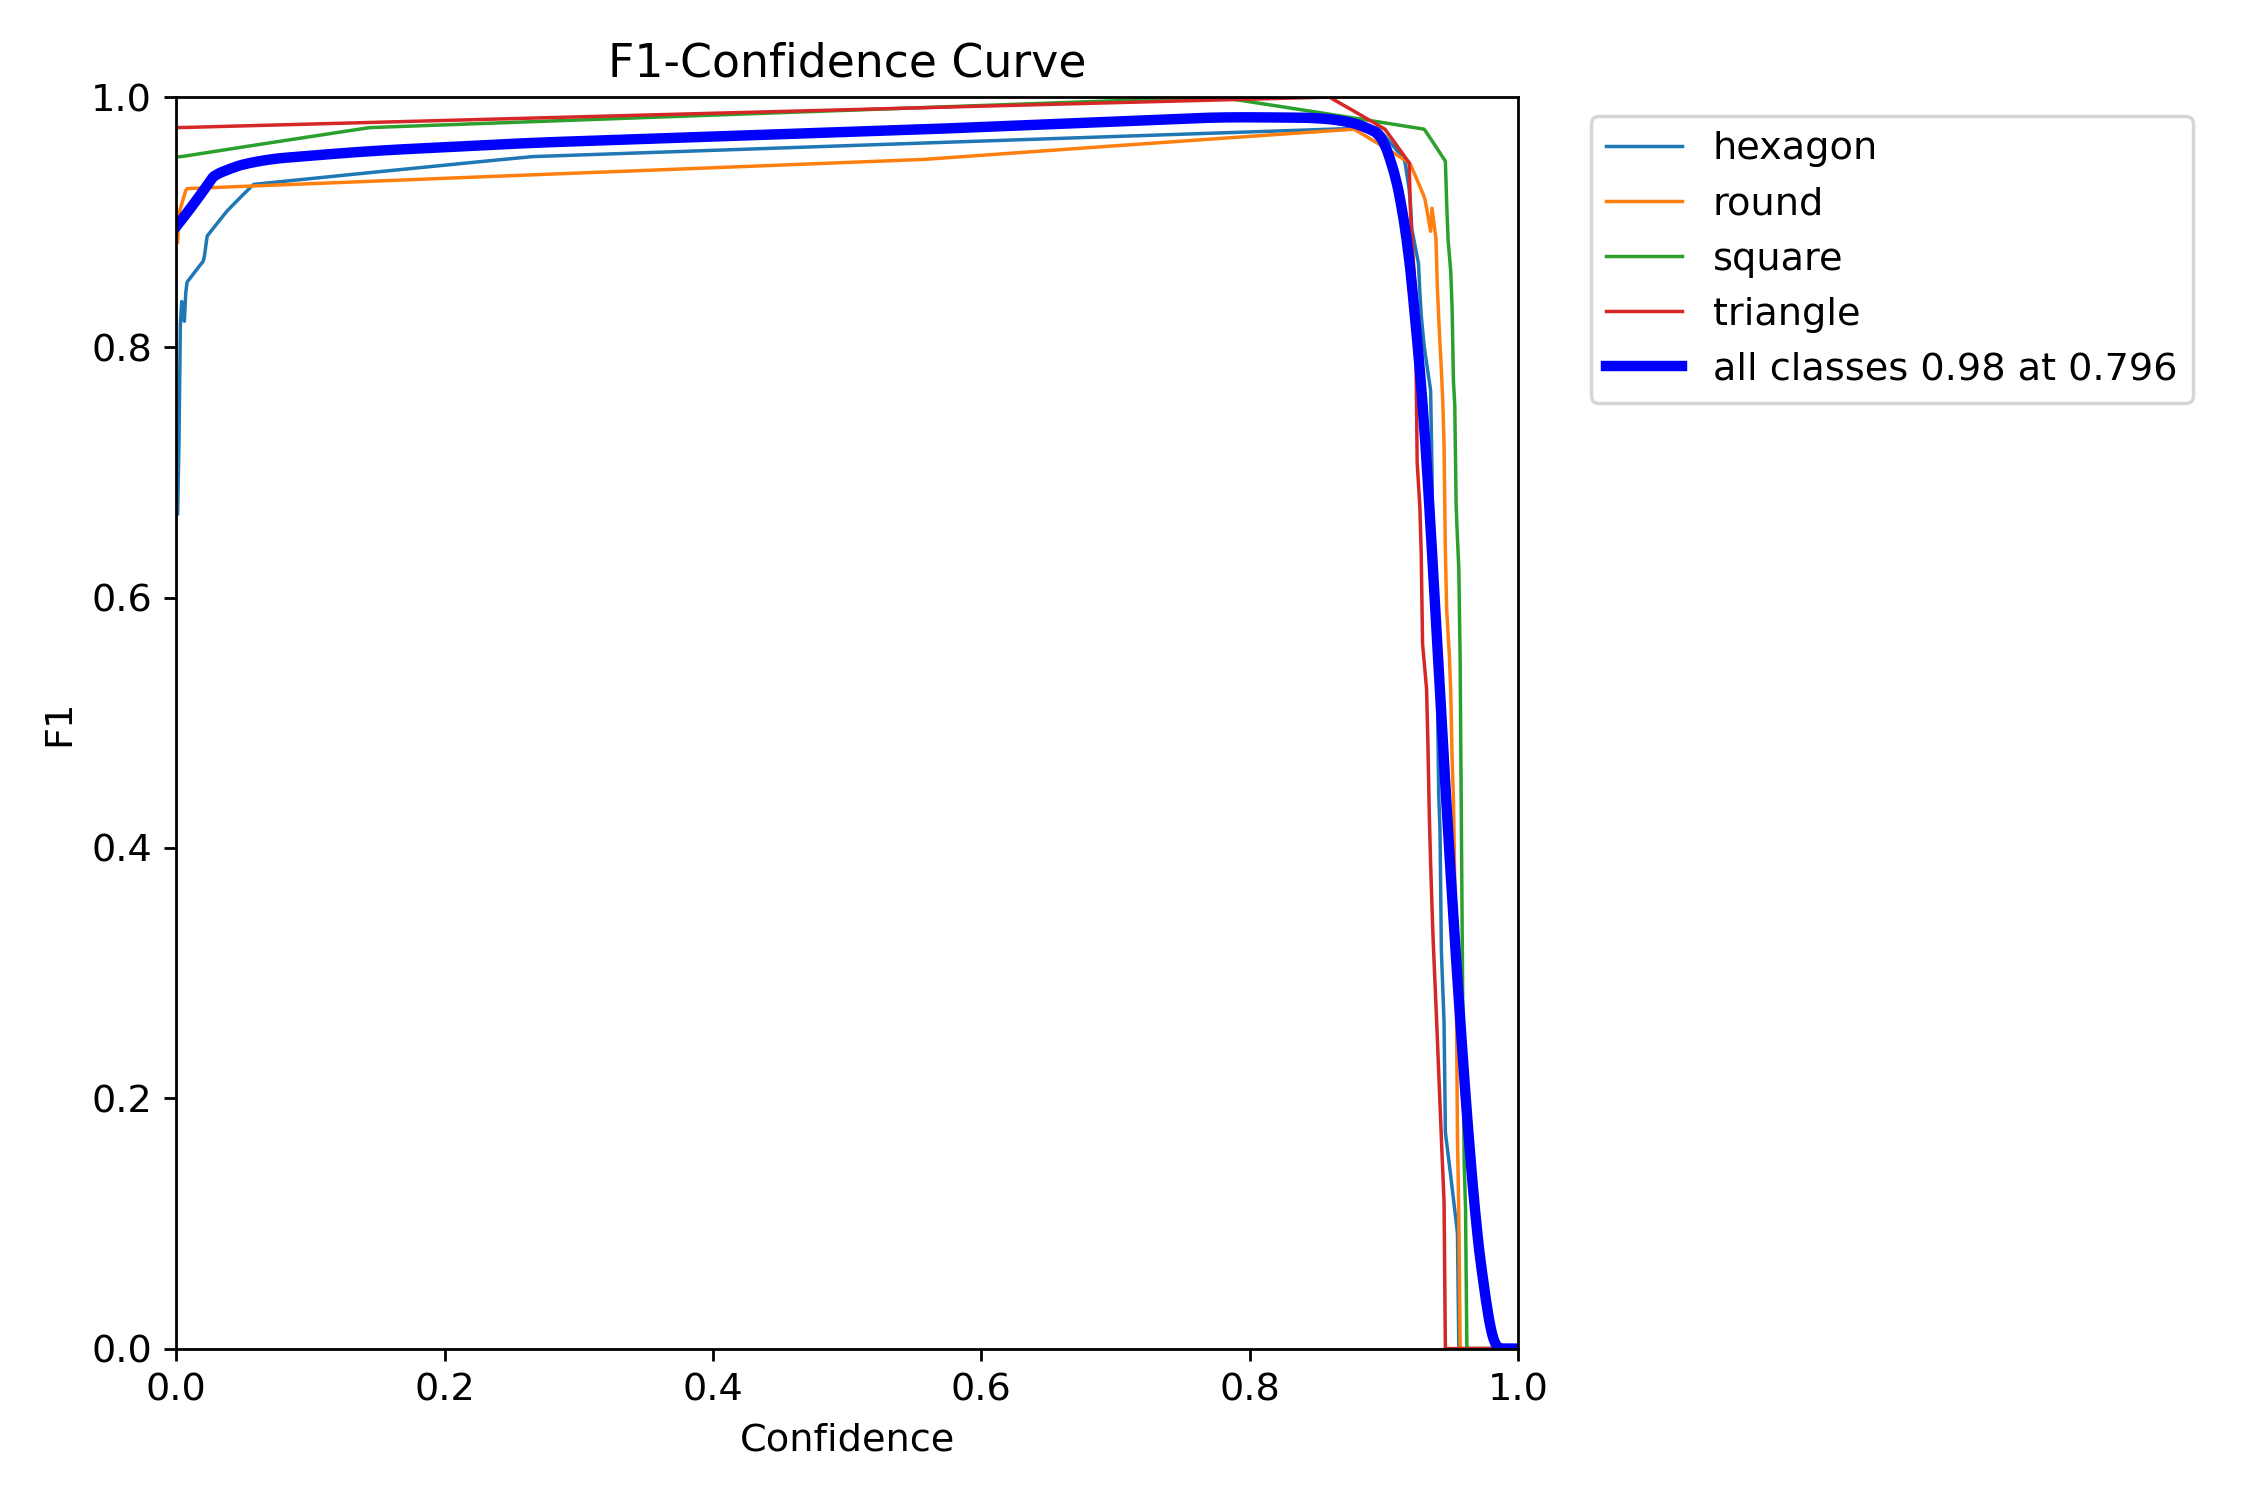 F1-Confidence Curve
1.0
0.8
0.6
0.4
0.2
0.0
F1
0.0 0.2 0.4 0.6 0.8 1.0
Confidence
hexagon
round
square
triangle
all classes 0.98 at 0.796